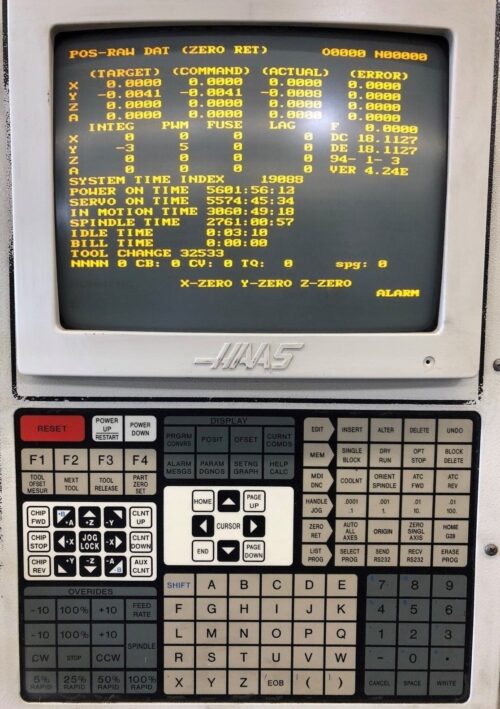 POS-RAW DAT (ZERO RET) O0000 N00000
(TARGET) (COMMAND) (ACTUAL) (ERROR)
X 0.0000 0.0000 0.0000 0.0000
Y -0.0041 -0.0041 -0.0008 0.0000
Z 0.0000 0.0000 0.0000 0.0000
A 0.0000 0.0000 0.0000 0.0000
INTEG PWM FUSE LAG F 0.0000
X 0 0 0 0 DC 18.1127
Y -3 5 0 0 DE 18.1127
Z 0 0 0 0 94- 1- 3
A 0 0 0 0 VER 4.24E
SYSTEM TIME INDEX 19088
POWER ON TIME 5601:56:13
SERVO ON TIME 5574:45:34
IN MOTION TIME 3060:49:18
SPINDLE TIME 2761:00:57
IDLE TIME 0:03:10
BILL TIME 0:00:00
TOOL CHANGE 32533
NNNN 0 CB: 0 CV: 0 TQ: 0 spg: 0
X-ZERO Y-ZERO Z-ZERO
ALARM
HAAS
RESET
POWER UP RESTART
POWER DOWN
F1 F2 F3 F4
TOOL OFSET MESUR
NEXT TOOL
TOOL RELEASE
PART ZERO SET
DISPLAY
PRGRM CONVRS
POSIT
OFSET
CURNT COMDS
ALARM MESGS
PARAM DGNOS
SETNG GRAPH
HELP CALC
EDIT INSERT ALTER DELETE UNDO
MEM SINGLE BLOCK DRY RUN OPT STOP BLOCK DELETE
MDI DNC COOLNT ORIENT SPINDLE ATC FWD ATC REV
HANDLE JOG .0001 .1 .001 1. .01 10. .1 100.
ZERO RET AUTO ALL AXES ORIGIN ZERO SINGL AXIS HOME G28
LIST PROG SELECT PROG SEND RS232 RECV RS232 ERASE PROG
CHIP FWD +B +A +Z -Y CLNT UP
CHIP STOP +X JOG LOCK -X CLNT DOWN
CHIP REV +Y -Z -A -B AUX CLNT
HOME PAGE UP
CURSOR
END PAGE DOWN
OVERIDES
-10 100% +10 FEED RATE
-10 100% +10 SPINDLE
CW STOP CCW
5% RAPID 25% RAPID 50% RAPID 100% RAPID
SHIFT A B C D E
F G H I J K
L M N O P Q
R S T U V W
X Y Z EOB ( )
7 8 9
4 5 6
1 2 3
- 0 .
CANCEL SPACE WRITE